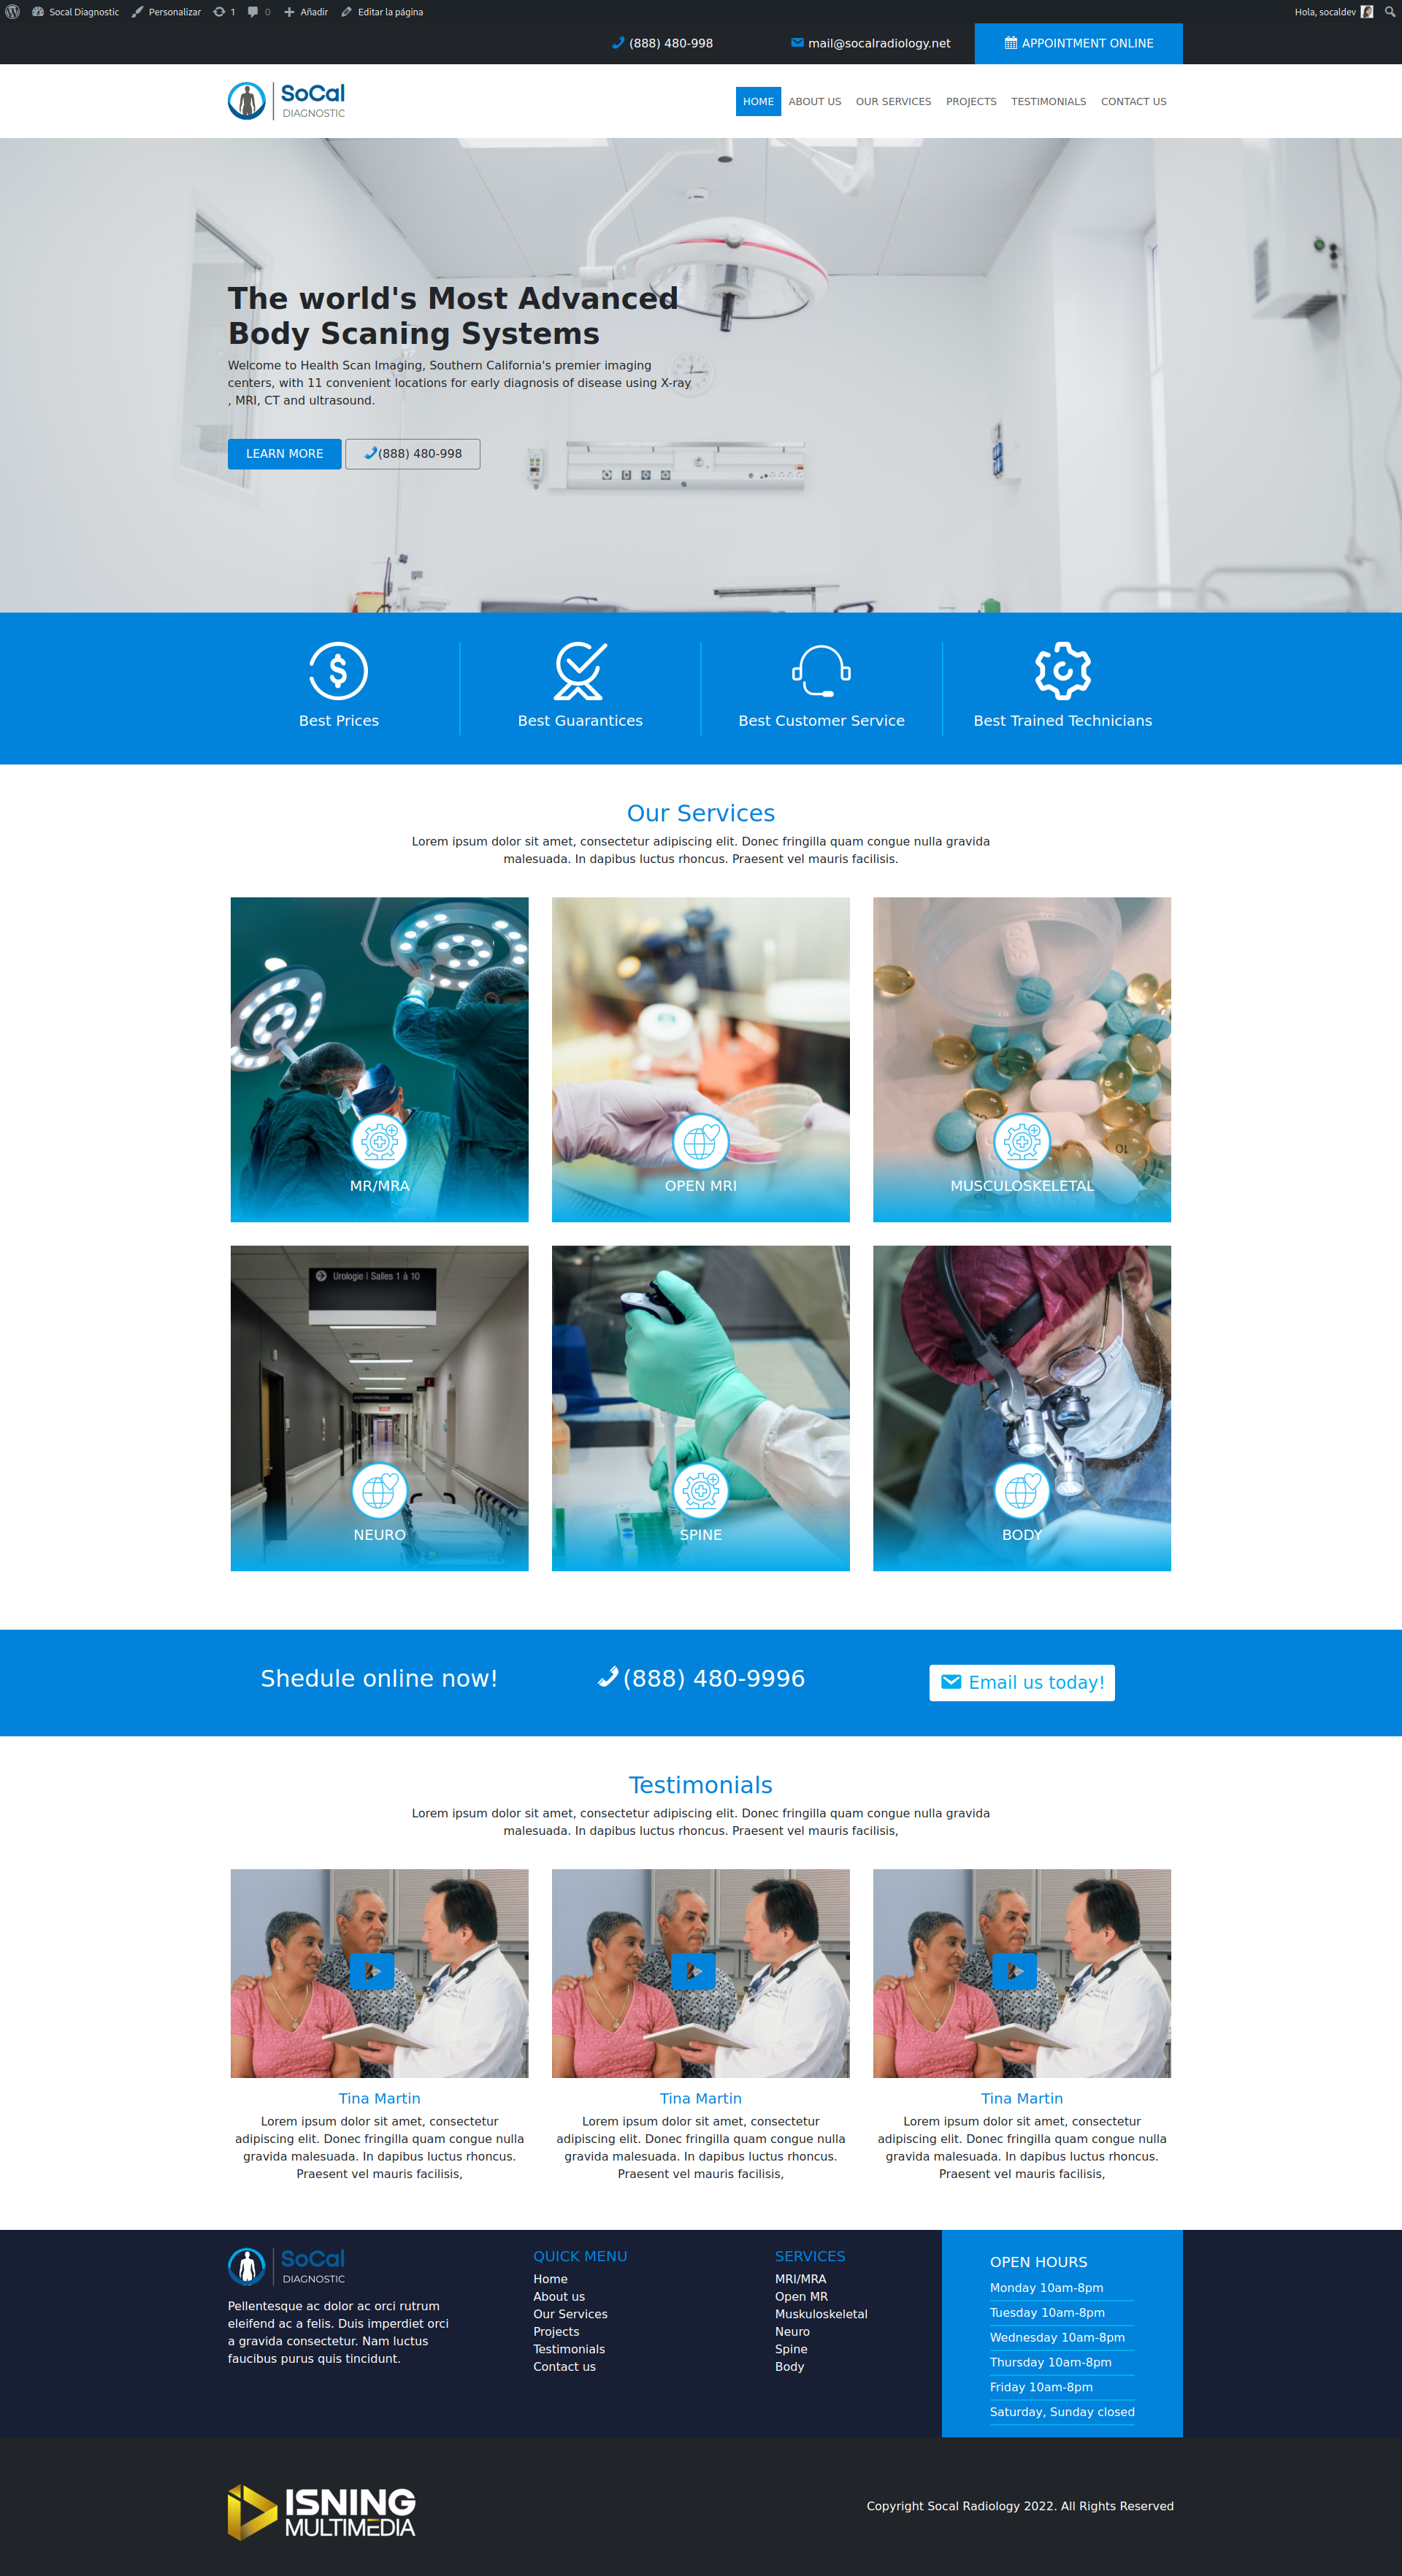 Socal Diagnostic Personalizar 1 0 Añadir Editar la página Hola, socaldev
(888) 480-998 mail@socalradiology.net APPOINTMENT ONLINE
SoCal
DIAGNOSTIC
HOME ABOUT US OUR SERVICES PROJECTS TESTIMONIALS CONTACT US
The world's Most Advanced
Body Scaning Systems
Welcome to Health Scan Imaging, Southern California's premier imaging
centers, with 11 convenient locations for early diagnosis of disease using X-ray
, MRI, CT and ultrasound.
LEARN MORE (888) 480-998
Best Prices Best Guarantices Best Customer Service Best Trained Technicians
Our Services
Lorem ipsum dolor sit amet, consectetur adipiscing elit. Donec fringilla quam congue nulla gravida
malesuada. In dapibus luctus rhoncus. Praesent vel mauris facilisis.
MR/MRA OPEN MRI MUSCULOSKELETAL
Urologie | Salles 1 à 10
NEURO SPINE BODY
Shedule online now! (888) 480-9996 Email us today!
Testimonials
Lorem ipsum dolor sit amet, consectetur adipiscing elit. Donec fringilla quam congue nulla gravida
malesuada. In dapibus luctus rhoncus. Praesent vel mauris facilisis,
Tina Martin
Lorem ipsum dolor sit amet, consectetur
adipiscing elit. Donec fringilla quam congue nulla
gravida malesuada. In dapibus luctus rhoncus.
Praesent vel mauris facilisis,
Tina Martin
Lorem ipsum dolor sit amet, consectetur
adipiscing elit. Donec fringilla quam congue nulla
gravida malesuada. In dapibus luctus rhoncus.
Praesent vel mauris facilisis,
Tina Martin
Lorem ipsum dolor sit amet, consectetur
adipiscing elit. Donec fringilla quam congue nulla
gravida malesuada. In dapibus luctus rhoncus.
Praesent vel mauris facilisis,
SoCal
DIAGNOSTIC
Pellentesque ac dolor ac orci rutrum
eleifend ac a felis. Duis imperdiet orci
a gravida consectetur. Nam luctus
faucibus purus quis tincidunt.
QUICK MENU
Home
About us
Our Services
Projects
Testimonials
Contact us
SERVICES
MRI/MRA
Open MR
Muskuloskeletal
Neuro
Spine
Body
OPEN HOURS
Monday 10am-8pm
Tuesday 10am-8pm
Wednesday 10am-8pm
Thursday 10am-8pm
Friday 10am-8pm
Saturday, Sunday closed
ISNING
MULTIMEDIA
Copyright Socal Radiology 2022. All Rights Reserved